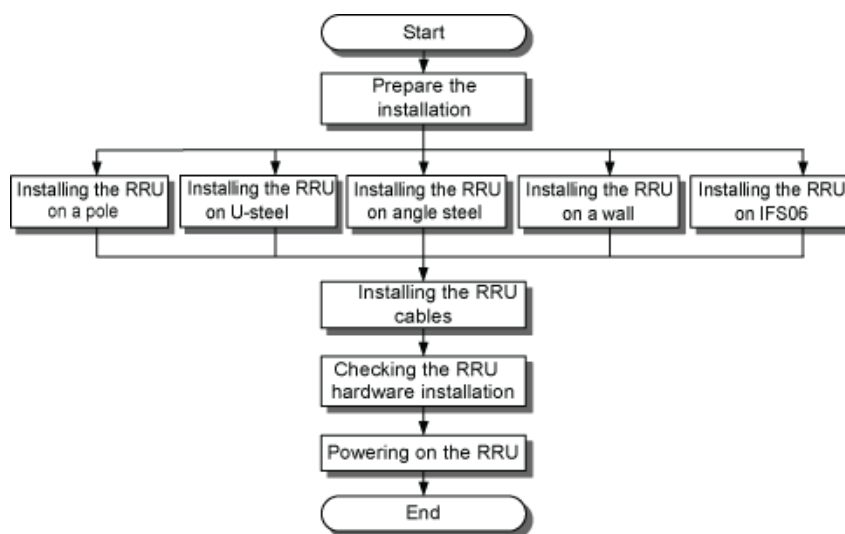 Start
Prepare the
installation
Installing the RRU
on a pole
Installing the RRU
on U-steel
Installing the RRU
on angle steel
Installing the RRU
on a wall
Installing the RRU
on IFS06
Installing the RRU
cables
Checking the RRU
hardware installation
Powering on the RRU
End